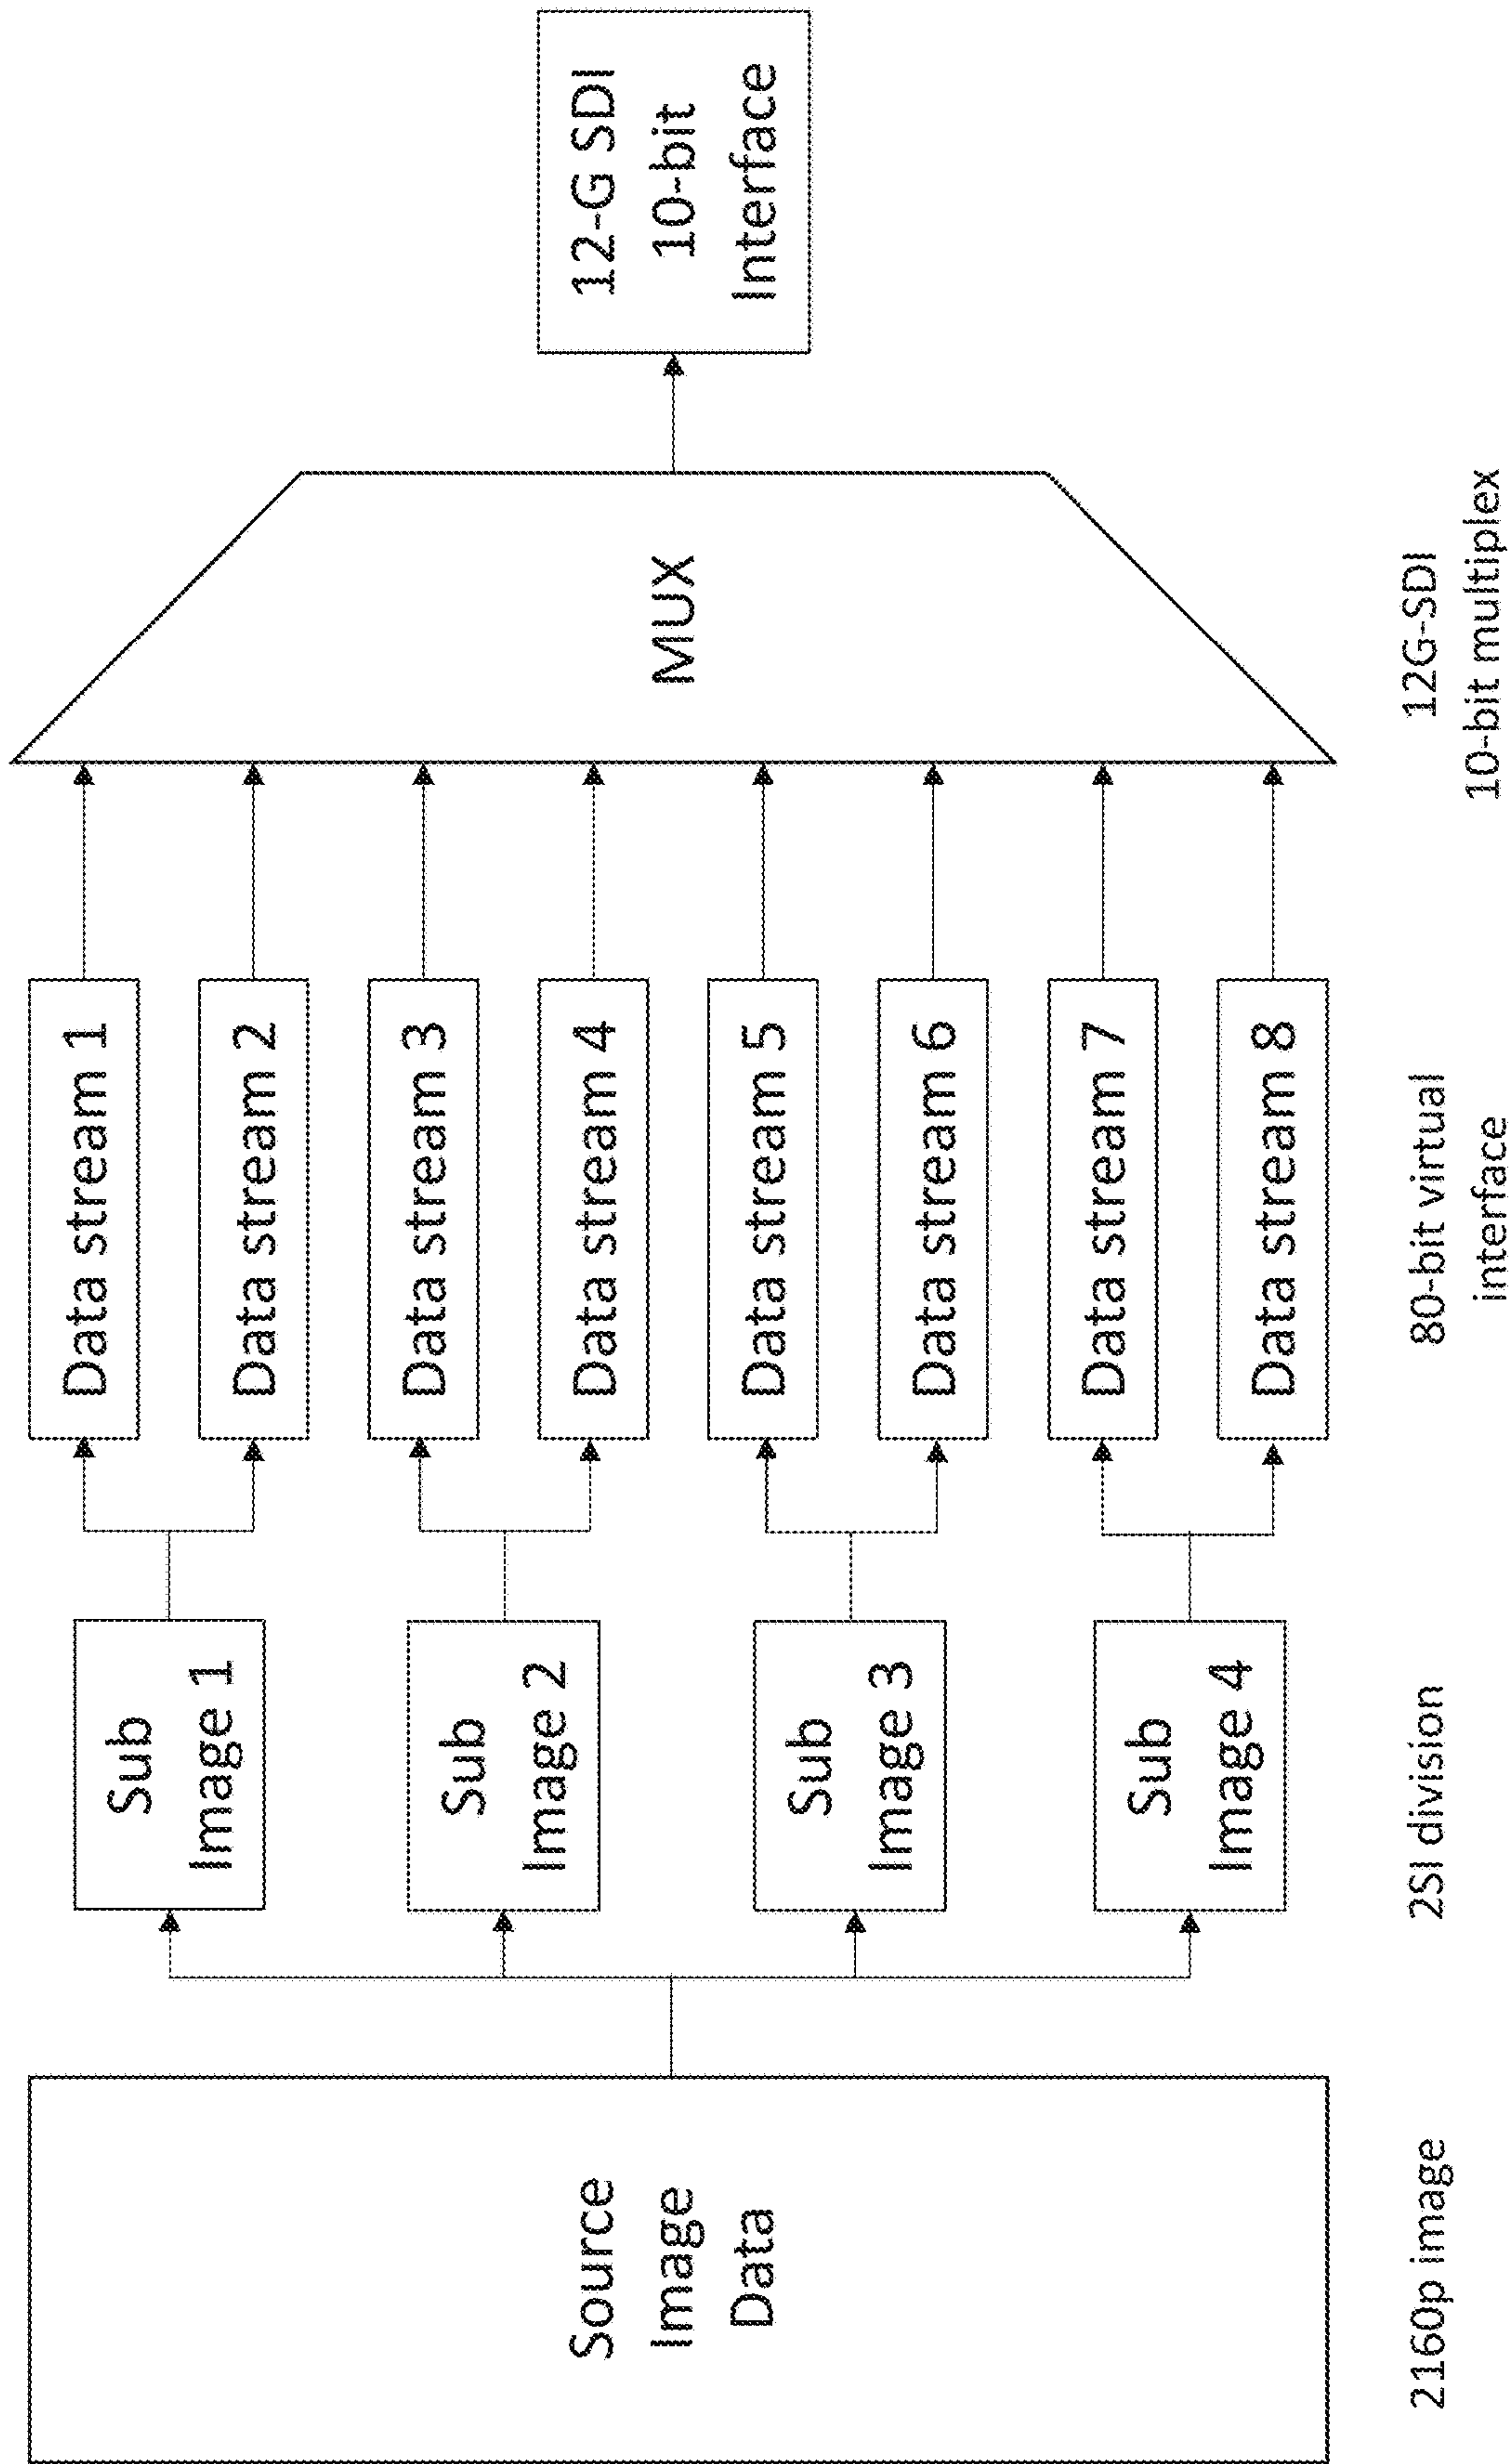 Source
Image
Data
2160p image
Sub
Image 1
Sub
Image 2
Sub
Image 3
Sub
Image 4
2SI division
Data stream 1
Data stream 2
Data stream 3
Data stream 4
Data stream 5
Data stream 6
Data stream 7
Data stream 8
80-bit virtual
interface
MUX
12G-SDI
10-bit multiplex
12-G SDI
10-bit
Interface